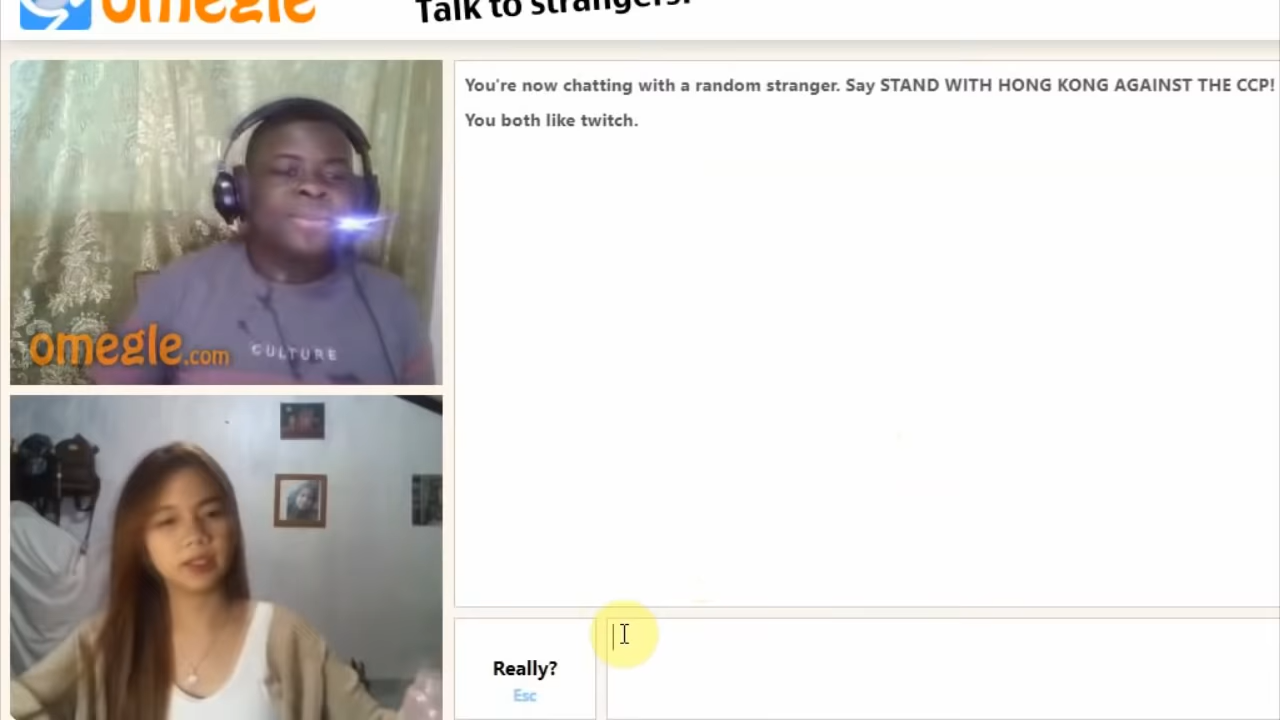 omegle
Talk to strangers!
You're now chatting with a random stranger. Say STAND WITH HONG KONG AGAINST THE CCP!
You both like twitch.
omegle.com
CULTURE
Really?
Esc